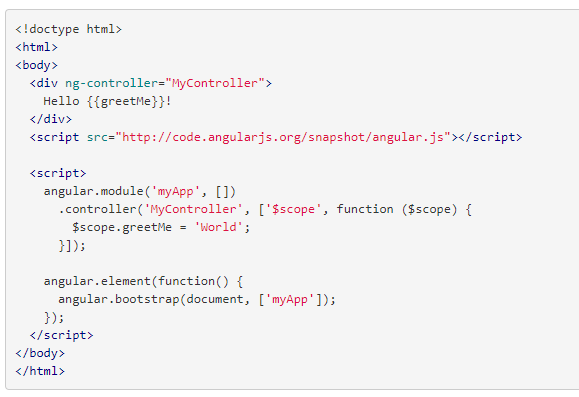 <!doctype html>
<html>
<body>
  <div ng-controller="MyController">
    Hello {{greetMe}}!
  </div>
  <script src="http://code.angularjs.org/snapshot/angular.js"></script>

  <script>
    angular.module('myApp', [])
      .controller('MyController', ['$scope', function ($scope) {
        $scope.greetMe = 'World';
      }]);

    angular.element(function() {
      angular.bootstrap(document, ['myApp']);
    });
  </script>
</body>
</html>